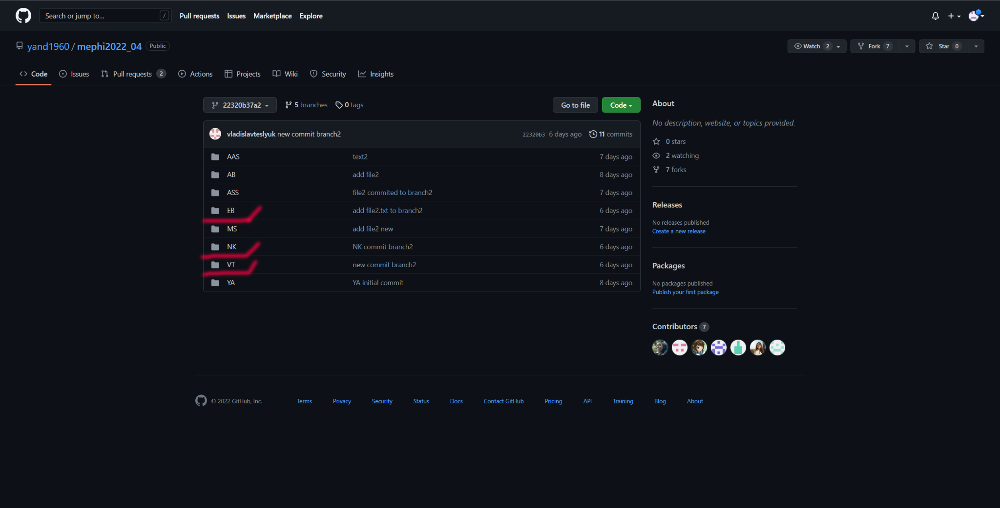 Search or jump to... /
Pull requests Issues Marketplace Explore
yand1960 / mephi2022_04 Public
Watch 2 Fork 7 Star 0
Code Issues Pull requests 2 Actions Projects Wiki Security Insights
22320b37a2 5 branches 0 tags Go to file Code
vladislavteslyuk new commit branch2 22320b3 6 days ago 11 commits
AAS text2 7 days ago
AB add file2 8 days ago
ASS file2 commited to branch2 7 days ago
EB add file2.txt to branch2 6 days ago
MS add file2 new 7 days ago
NK NK commit branch2 6 days ago
VT new commit branch2 6 days ago
YA YA initial commit 8 days ago
About
No description, website, or topics provided.
0 stars
2 watching
7 forks
Releases
No releases published
Create a new release
Packages
No packages published
Publish your first package
Contributors 7
© 2022 GitHub, Inc. Terms Privacy Security Status Docs Contact GitHub Pricing API Training Blog About